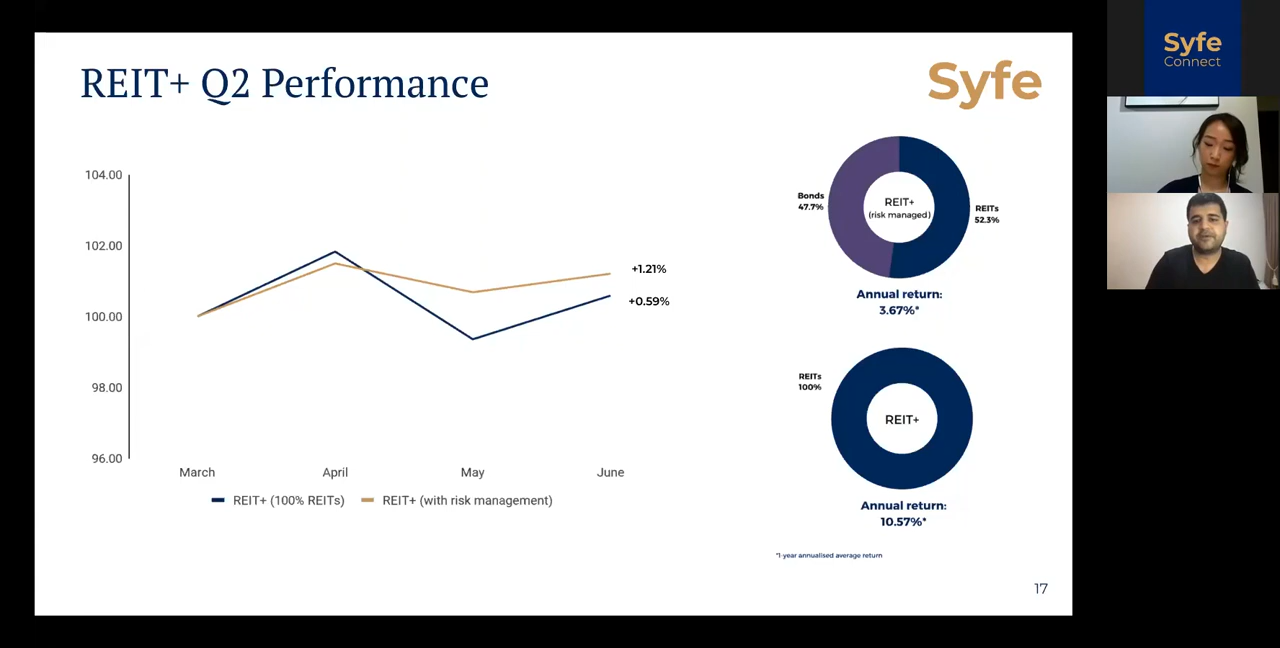 REIT+ Q2 Performance
Syfe
104.00
102.00
100.00
98.00
96.00
March
April
May
June
+1.21%
+0.59%
REIT+ (100% REITs)
REIT+ (with risk management)
Bonds
47.7%
REIT+
(risk managed)
REITs
52.3%
Annual return:
3.67%*
REITs
100%
REIT+
Annual return:
10.57%*
*1-year annualised average return
17
Syfe
Connect